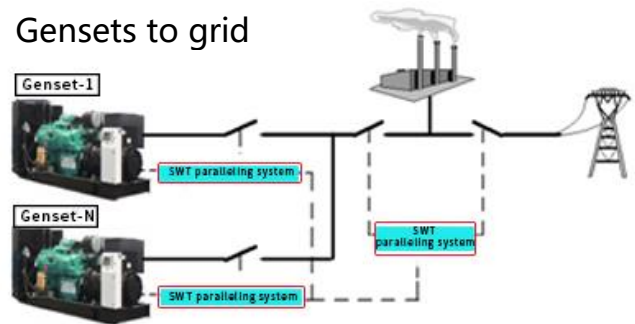 Gensets to grid
Genset-1
SWT paralleling system
Genset-N
SWT
paralleling system
SWT paralleling system